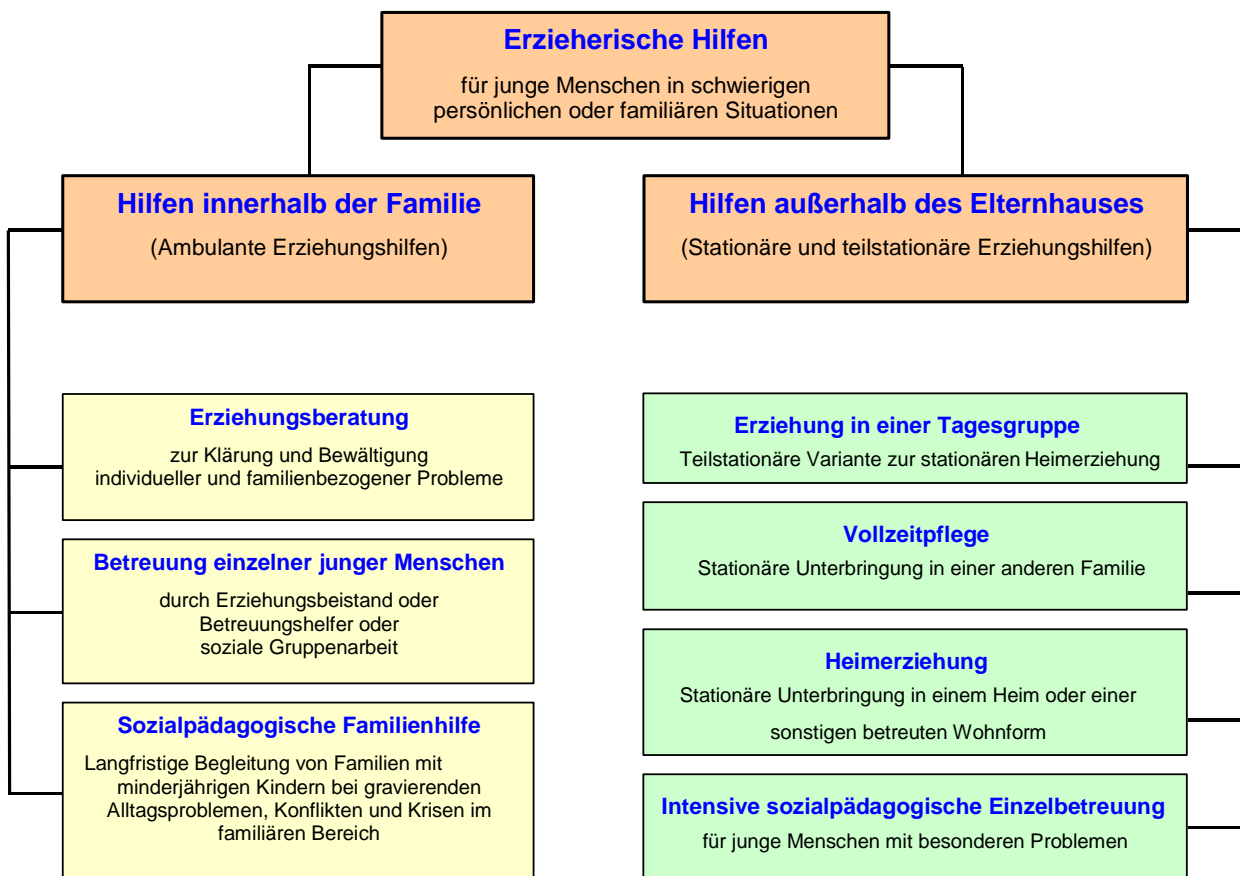 Erzieherische Hilfen
für junge Menschen in schwierigen
persönlichen oder familiären Situationen
Hilfen innerhalb der Familie
(Ambulante Erziehungshilfen)
Hilfen außerhalb des Elternhauses
(Stationäre und teilstationäre Erziehungshilfen)
Erziehungsberatung
zur Klärung und Bewältigung
individueller und familienbezogener Probleme
Betreuung einzelner junger Menschen
durch Erziehungsbeistand oder
Betreuungshelfer oder
soziale Gruppenarbeit
Sozialpädagogische Familienhilfe
Langfristige Begleitung von Familien mit
minderjährigen Kindern bei gravierenden
Alltagsproblemen, Konflikten und Krisen im
familiären Bereich
Erziehung in einer Tagesgruppe
Teilstationäre Variante zur stationären Heimerziehung
Vollzeitpflege
Stationäre Unterbringung in einer anderen Familie
Heimerziehung
Stationäre Unterbringung in einem Heim oder einer
sonstigen betreuten Wohnform
Intensive sozialpädagogische Einzelbetreuung
für junge Menschen mit besonderen Problemen